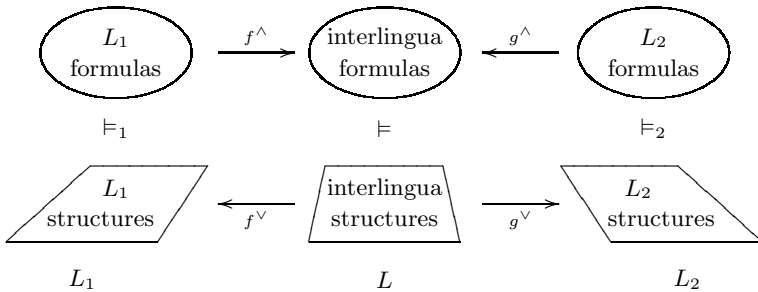 L₁ formulas
f^∧
interlingua formulas
g^∧
L₂ formulas
⊨₁
⊨
⊨₂
L₁ structures
f^∨
interlingua structures
g^∨
L₂ structures
L₁
L
L₂